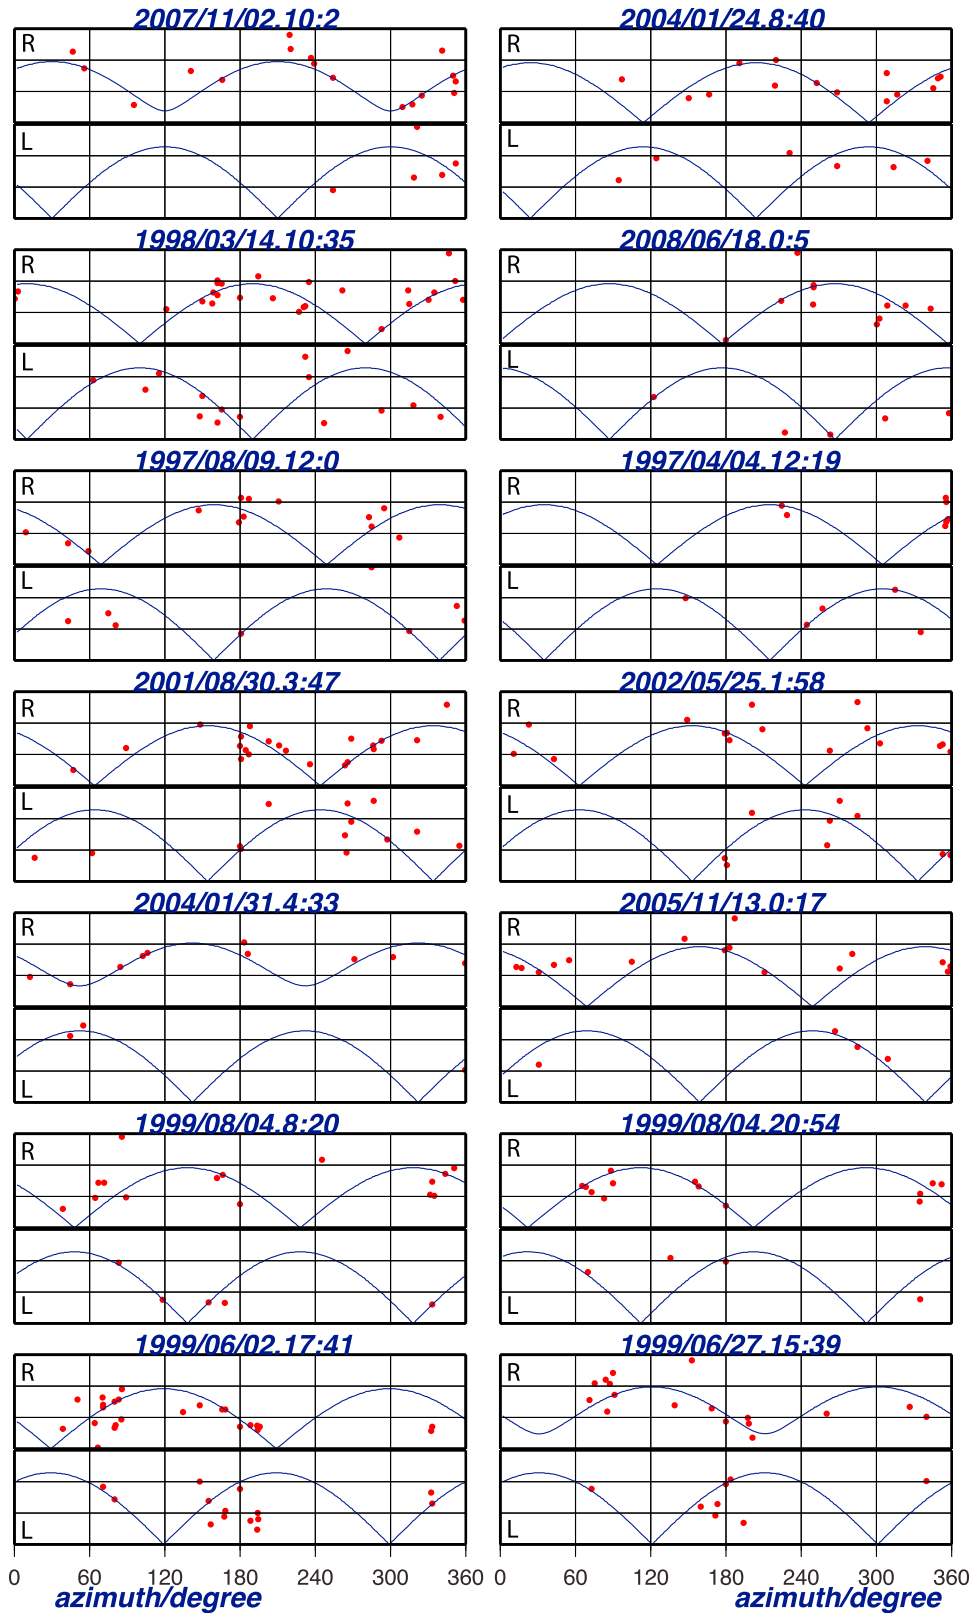 2007/11/02.10:2 2004/01/24.8:40
R R
L L
1998/03/14.10:35 2008/06/18.0:5
R R
L L
1997/08/09.12:0 1997/04/04.12:19
R R
L L
2001/08/30.3:47 2002/05/25.1:58
R R
L L
2004/01/31.4:33 2005/11/13.0:17
R R
L L
1999/08/04.8:20 1999/08/04.20:54
R R
L L
1999/06/02.17:41 1999/06/27.15:39
R R
L L
0 60 120 180 240 300 360 0 60 120 180 240 300 360
azimuth/degree azimuth/degree